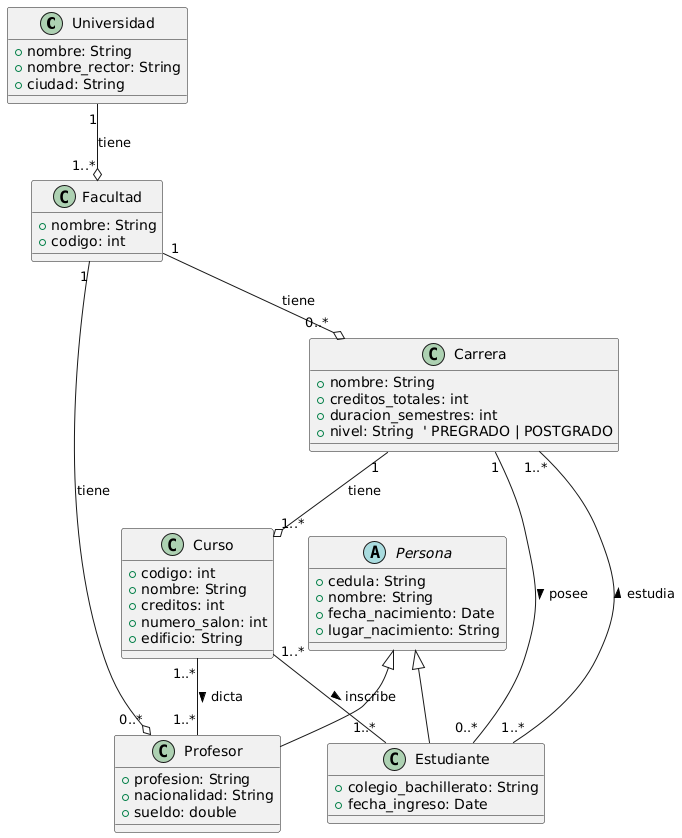 C Universidad
nombre: String
nombre_rector: String
ciudad: String
1
tiene
1..*
C Facultad
nombre: String
codigo: int
1
1
tiene
0..*
C Carrera
nombre: String
creditos_totales: int
duracion_semestres: int
nivel: String ' PREGRADO | POSTGRADO
1
1
1..*
tiene
tiene
1..*
C Curso
codigo: int
nombre: String
creditos: int
numero_salon: int
edificio: String
A Persona
cedula: String
nombre: String
fecha_nacimiento: Date
lugar_nacimiento: String
posee
estudia
1..*
1..*
dicta
inscribe
0..*
1..*
1..*
0..*
1..*
C Profesor
profesion: String
nacionalidad: String
sueldo: double
C Estudiante
colegio_bachillerato: String
fecha_ingreso: Date